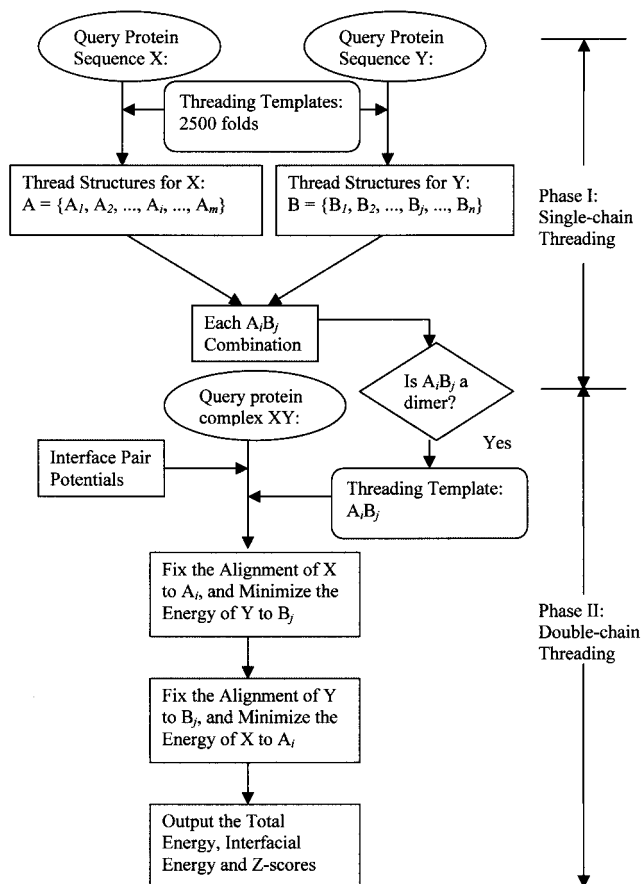 Query Protein
Sequence X:
Query Protein
Sequence Y:
Threading Templates:
2500 folds
Thread Structures for X:
A = {A1, A2, ..., Ai, ..., Am}
Thread Structures for Y:
B = {B1, B2, ..., Bj, ..., Bn}
Phase I:
Single-chain
Threading
Each AiBj
Combination
Is AiBj a
dimer?
Query protein
complex XY:
Yes
Interface Pair
Potentials
Threading Template:
AiBj
Fix the Alignment of X
to Ai, and Minimize the
Energy of Y to Bj
Phase II:
Double-chain
Threading
Fix the Alignment of Y
to Bj, and Minimize the
Energy of X to Ai
Output the Total
Energy, Interfacial
Energy and Z-scores